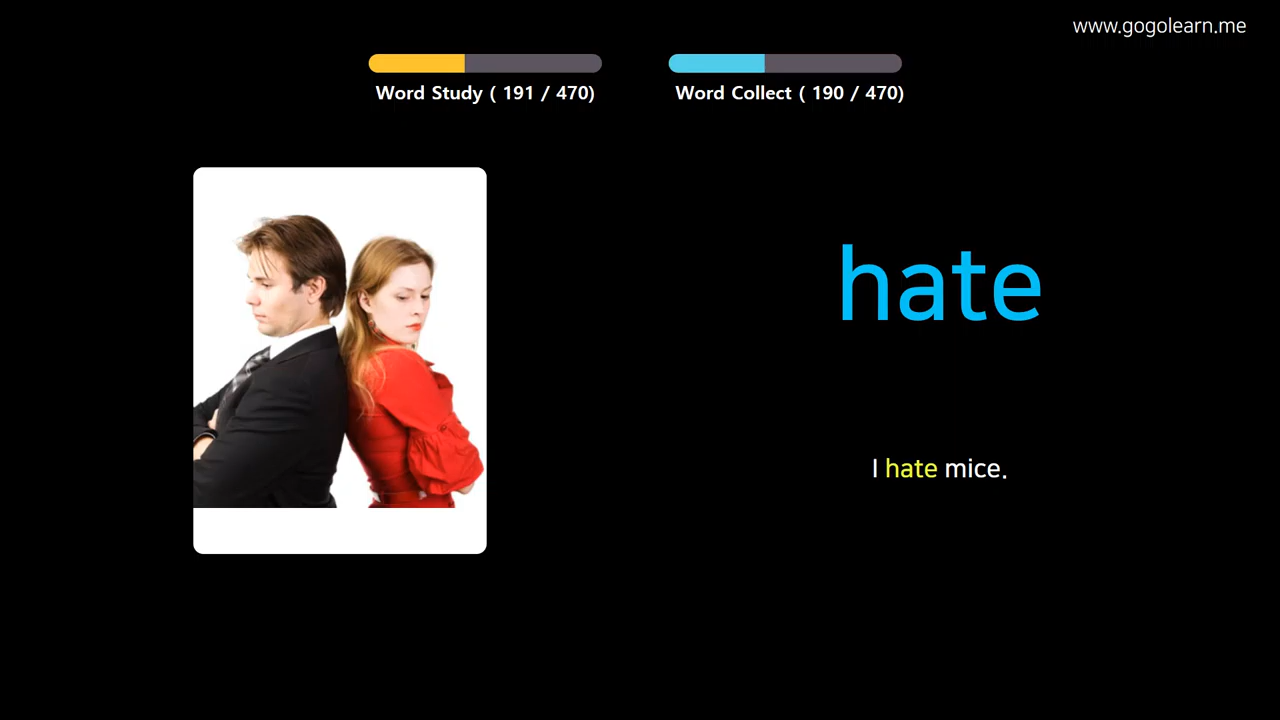 www.gogolearn.me
Word Study ( 191 / 470)
Word Collect ( 190 / 470)
hate
I hate mice.